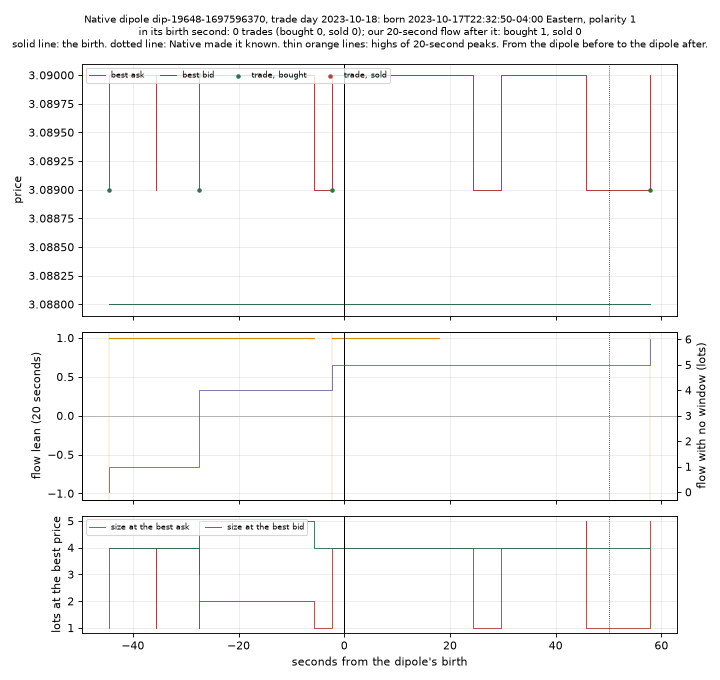 Native dipole dip-19648-1697596370, trade day 2023-10-18: born 2023-10-17T22:32:50-04:00 Eastern, polarity 1
in its birth second: 0 trades (bought 0, sold 0); our 20-second flow after it: bought 1, sold 0
solid line: the birth. dotted line: Native made it known. thin orange lines: highs of 20-second peaks. From the dipole before to the dipole after.
best ask best bid trade, bought trade, sold
3.09000
3.08975
3.08950
3.08925
3.08900
3.08875
3.08850
3.08825
3.08800
price
1.0
0.5
0.0
−0.5
−1.0
flow lean (20 seconds)
6
5
4
3
2
1
0
flow with no window (lots)
size at the best ask size at the best bid
5
4
3
2
1
lots at the best price
−40 −20 0 20 40 60
seconds from the dipole's birth